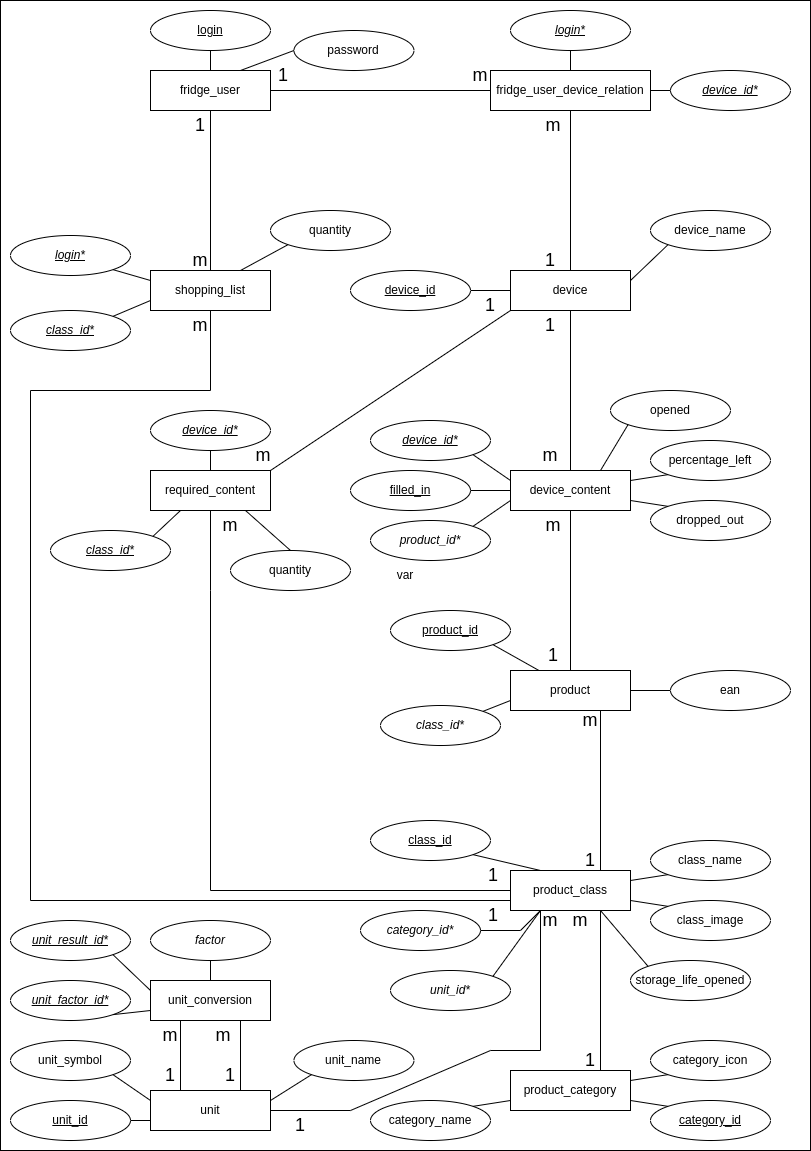 login
login*
password
1
m
fridge_user
fridge_user_device_relation
device_id*
1
m
quantity
device_name
login*
m
1
shopping_list
device_id
device
1
class_id*
m
1
opened
device_id*
device_id*
m
m
percentage_left
required_content
filled_in
device_content
m
m
dropped_out
class_id*
product_id*
quantity
var
product_id
1
product
ean
class_id*
m
class_id
1
class_name
1
product_class
1
m
m
class_image
category_id*
unit_result_id*
factor
unit_id*
storage_life_opened
unit_factor_id*
unit_conversion
m
m
unit_symbol
unit_name
1
category_icon
1
1
product_category
unit_id
unit
1
category_name
category_id